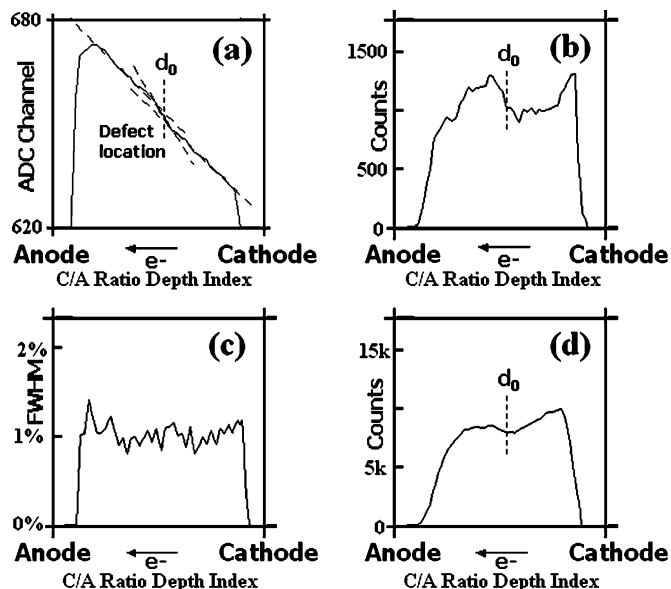 680
(a)
d0
ADC Channel
Defect
location
620
Anode
Cathode
e-
C/A Ratio Depth Index
(b)
1500
d0
Counts
500
0
Anode
Cathode
e-
C/A Ratio Depth Index
(c)
2%
FWHM
1%
0%
Anode
Cathode
e-
C/A Ratio Depth Index
(d)
15k
d0
Counts
5k
0
Anode
Cathode
e-
C/A Ratio Depth Index